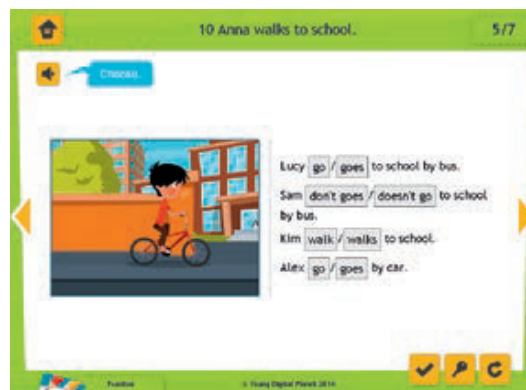 10 Anna walks to school.
5/7
Choose.
Lucy go / goes to school by bus.
Sam don't goes / doesn't go to school
by bus.
Kim walk / walks to school.
Alex go / goes by car.
© Young Digital Planet 2014